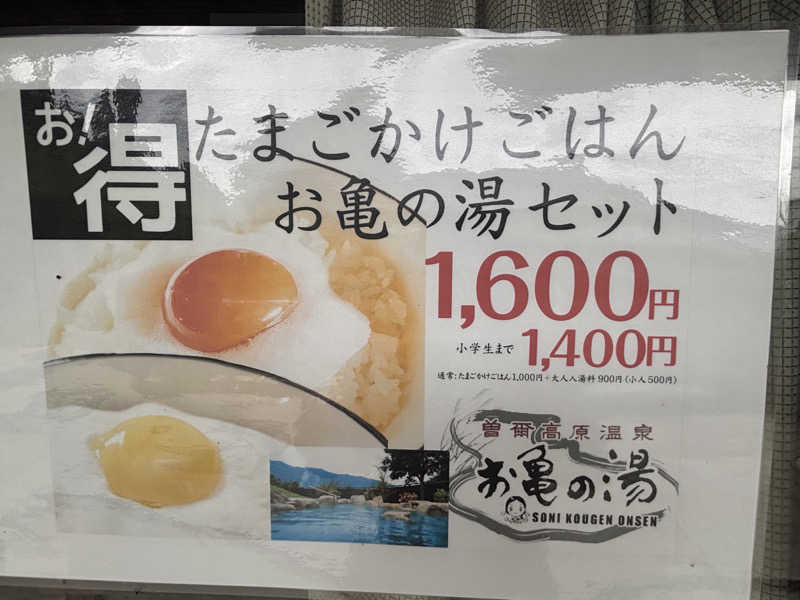 お!得
たまごかけごはん
お亀の湯セット
1,600円
小学生まで 1,400円
通常：たまごかけごはん1,000円+大人入湯料900円(小人500円)
曽爾高原温泉
お亀の湯
SONI KOUGEN ONSEN